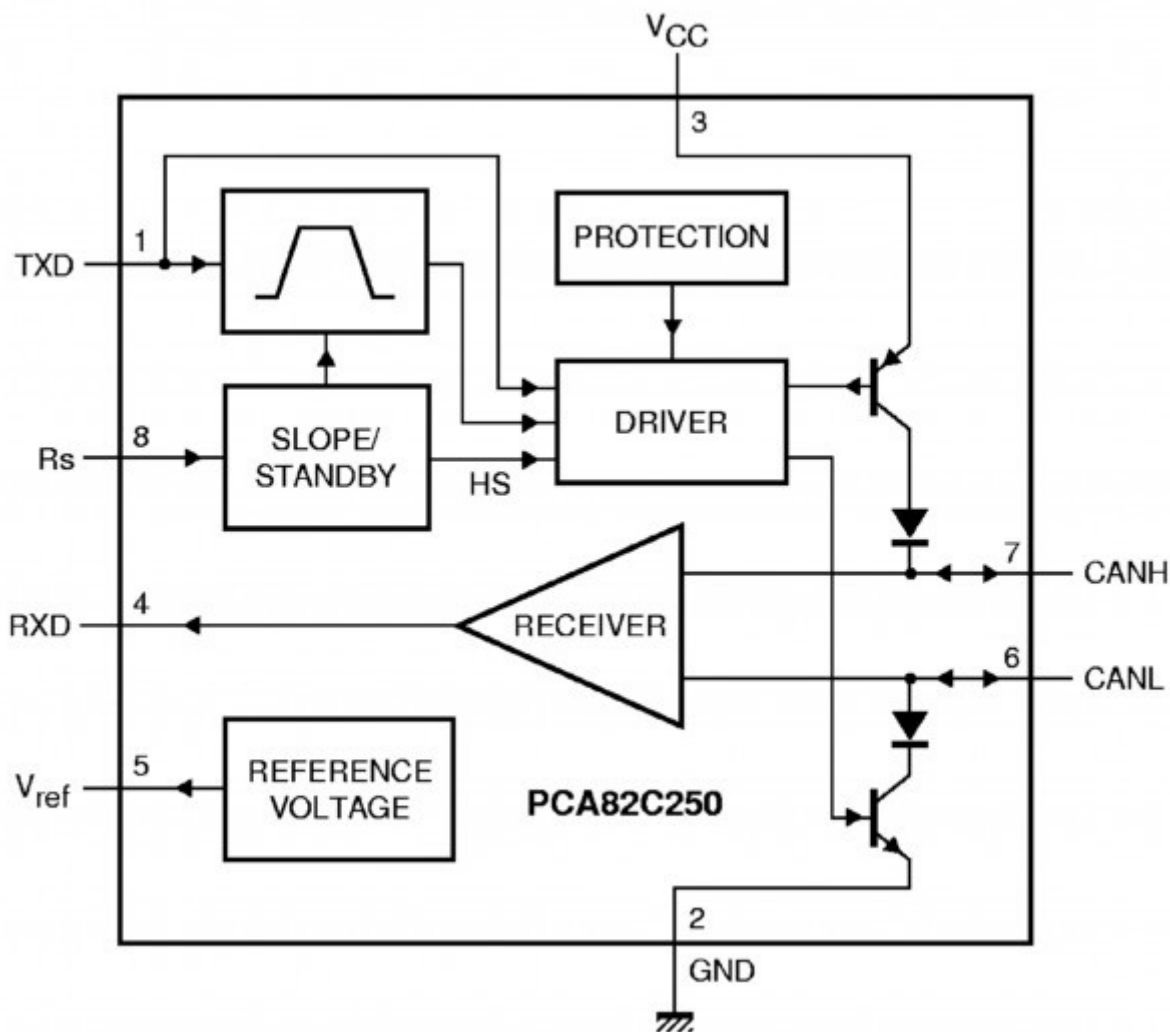 VCC
3
1
TXD
PROTECTION
8
Rs
SLOPE/
STANDBY
HS
DRIVER
7
CANH
4
RXD
RECEIVER
6
CANL
5
Vref
REFERENCE
VOLTAGE
PCA82C250
2
GND